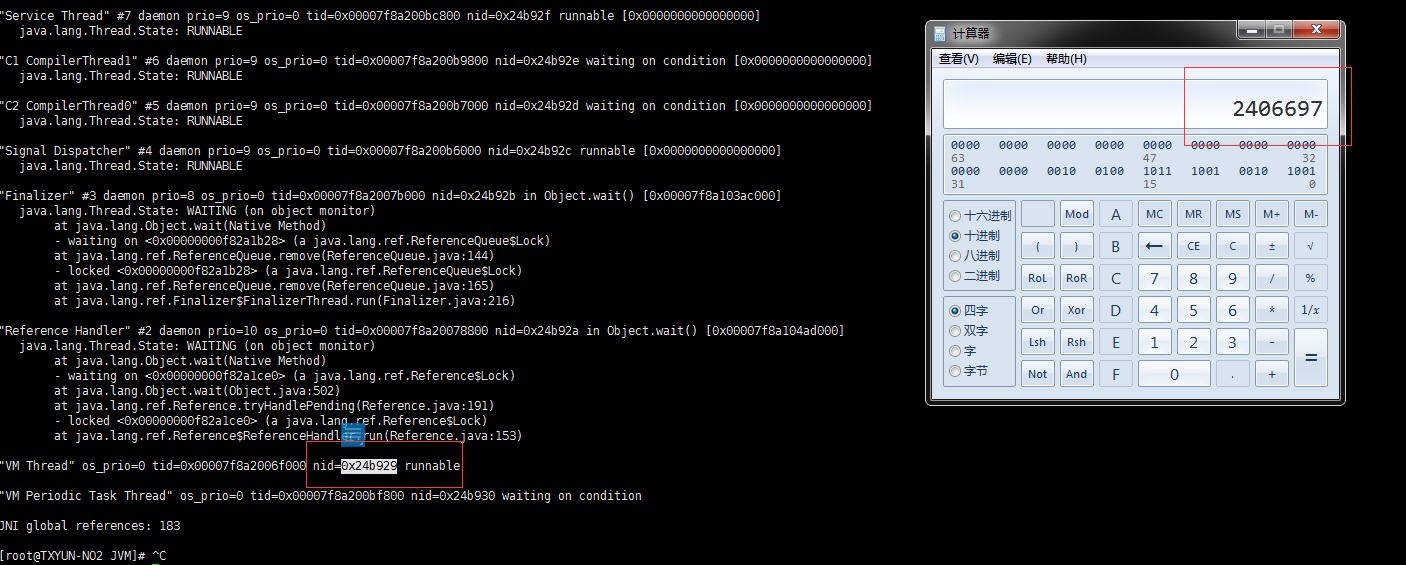 "Service Thread" #7 daemon prio=9 os_prio=0 tid=0x00007f8a200bc800 nid=0x24b92f runnable [0x0000000000000000]
java.lang.Thread.State: RUNNABLE
"C1 CompilerThread1" #6 daemon prio=9 os_prio=0 tid=0x00007f8a200b9800 nid=0x24b92e waiting on condition [0x0000000000000000]
java.lang.Thread.State: RUNNABLE
"C2 CompilerThread0" #5 daemon prio=9 os_prio=0 tid=0x00007f8a200b7000 nid=0x24b92d waiting on condition [0x0000000000000000]
java.lang.Thread.State: RUNNABLE
"Signal Dispatcher" #4 daemon prio=9 os_prio=0 tid=0x00007f8a200b6000 nid=0x24b92c runnable [0x0000000000000000]
java.lang.Thread.State: RUNNABLE
"Finalizer" #3 daemon prio=8 os_prio=0 tid=0x00007f8a2007b000 nid=0x24b92b in Object.wait() [0x00007f8a103ac000]
java.lang.Thread.State: WAITING (on object monitor)
at java.lang.Object.wait(Native Method)
- waiting on <0x00000000f82a1b28> (a java.lang.ref.ReferenceQueue$Lock)
at java.lang.ref.ReferenceQueue.remove(ReferenceQueue.java:144)
- locked <0x00000000f82a1b28> (a java.lang.ref.ReferenceQueue$Lock)
at java.lang.ref.ReferenceQueue.remove(ReferenceQueue.java:165)
at java.lang.ref.Finalizer$FinalizerThread.run(Finalizer.java:216)
"Reference Handler" #2 daemon prio=10 os_prio=0 tid=0x00007f8a20078800 nid=0x24b92a in Object.wait() [0x00007f8a104ad000]
java.lang.Thread.State: WAITING (on object monitor)
at java.lang.Object.wait(Native Method)
- waiting on <0x00000000f82a1ce0> (a java.lang.ref.Reference$Lock)
at java.lang.Object.wait(Object.java:502)
at java.lang.ref.Reference.tryHandlePending(Reference.java:191)
- locked <0x00000000f82a1ce0> (a java.lang.ref.Reference$Lock)
at java.lang.ref.Reference$ReferenceHandler.run(Reference.java:153)
"VM Thread" os_prio=0 tid=0x00007f8a2006f000 nid=0x24b929 runnable
"VM Periodic Task Thread" os_prio=0 tid=0x00007f8a200bf800 nid=0x24b930 waiting on condition
JNI global references: 183
[root@TXYUN-NO2 JVM]# ^C
计算器
查看(V) 编辑(E) 帮助(H)
2406697
0000 0000 0000 0000 0000 0000 0000 0000
63 47 32
0000 0000 0010 0100 1011 1001 0010 1001
31 15 0
十六进制 Mod A MC MR MS M+ M-
十进制 ( ) B ← CE C ± √
八进制
二进制 RoL RoR C 7 8 9 / %
四字 Or Xor D 4 5 6 * 1/x
双字
字 Lsh Rsh E 1 2 3 - =
字节 Not And F 0 . +